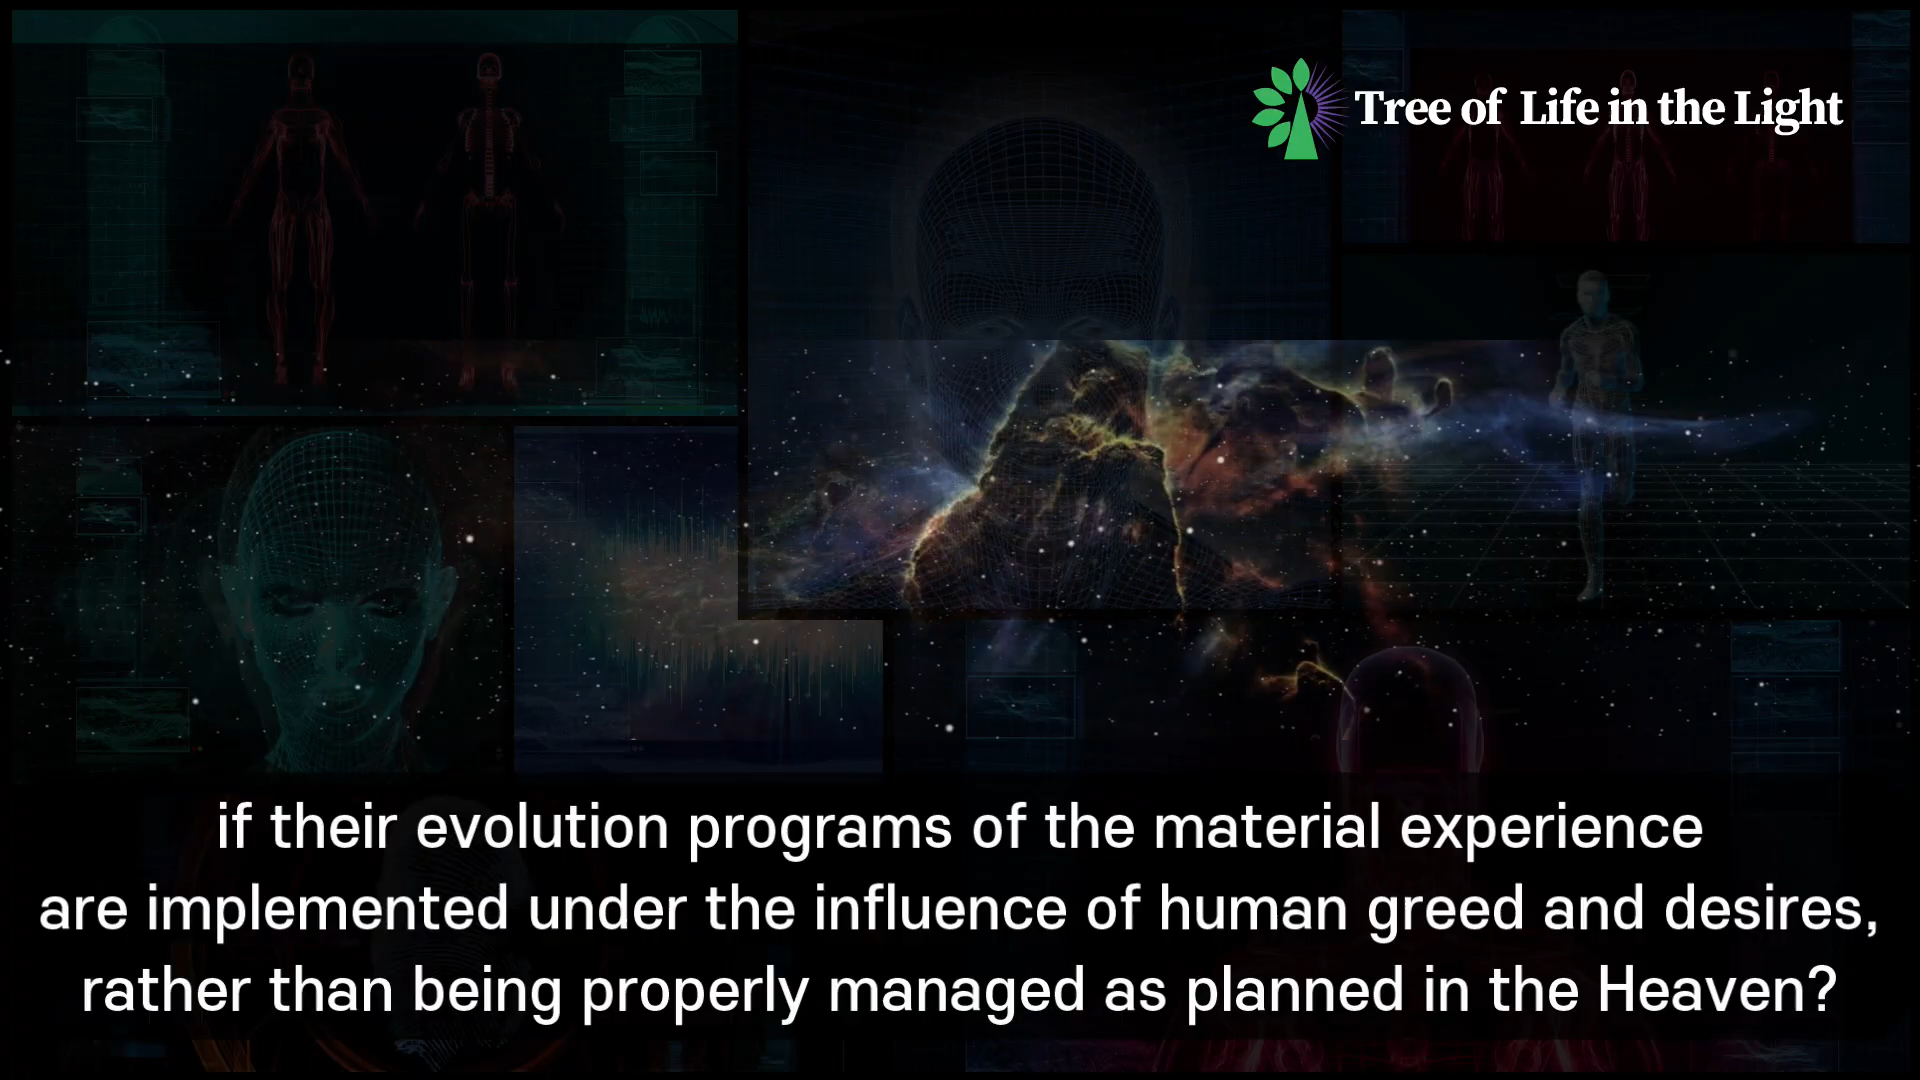 Tree of Life in the Light
if their evolution programs of the material experience
are implemented under the influence of human greed and desires,
rather than being properly managed as planned in the Heaven?